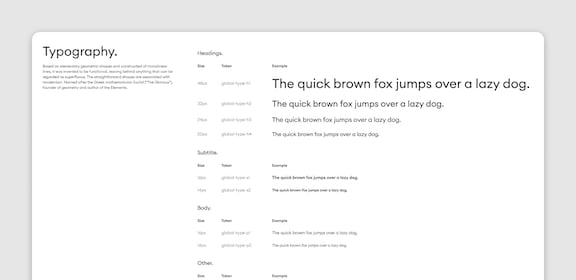 Typography.
Based on elementary geometric shapes and constructed of monolinear
lines, it was intended to be functional, leaving behind anything that can be
regarded as superfluous. The straightforward shapes are associated with
modernism. Named after the Greek mathematician Euclid ("The Glorious"),
founder of geometry and author of the Elements.
Headings.
Size Token Example
48px global-type-h1 The quick brown fox jumps over a lazy dog.
32px global-type-h2 The quick brown fox jumps over a lazy dog.
24px global-type-h3 The quick brown fox jumps over a lazy dog.
20px global-type-h4 The quick brown fox jumps over a lazy dog.
Subtitle.
Size Token Example
16px global-type-s1 The quick brown fox jumps over a lazy dog.
14px global-type-s2 The quick brown fox jumps over a lazy dog.
Body.
Size Token Example
16px global-type-p1 The quick brown fox jumps over a lazy dog.
14px global-type-p2 The quick brown fox jumps over a lazy dog.
Other.
Size Token Example